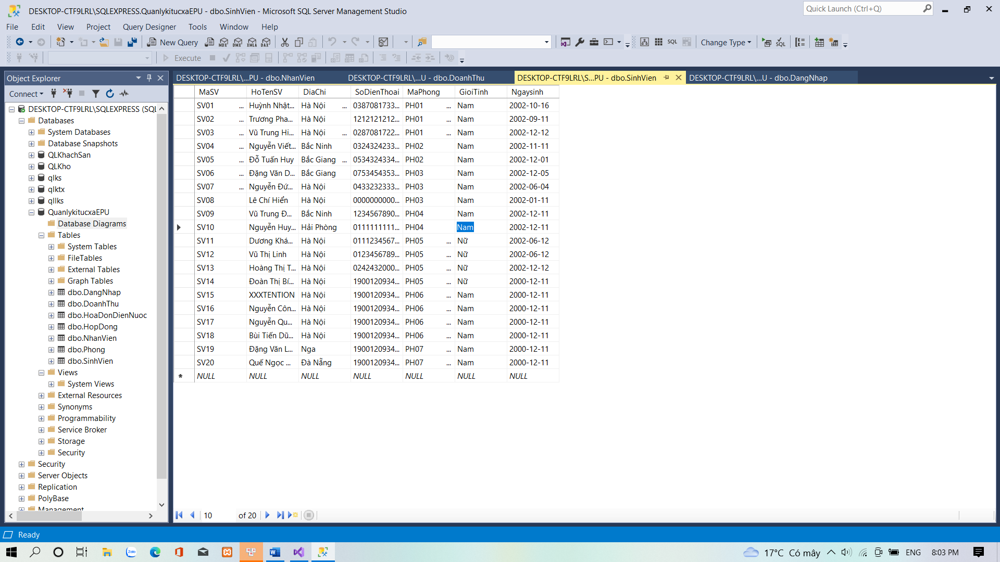 DESKTOP-CTF9LRL\SQLEXPRESS.QuanlykitucxaEPU - dbo.SinhVien - Microsoft SQL Server Management Studio
Quick Launch (Ctrl+Q)
File Edit View Project Query Designer Tools Window Help
New Query MDX DMX XMLA DAX SQL Change Type SQL
Execute
Object Explorer
DESKTOP-CTF9LRL\...PU - dbo.NhanVien DESKTOP-CTF9LRL\...U - dbo.DoanhThu DESKTOP-CTF9LRL\S...PU - dbo.SinhVien DESKTOP-CTF9LRL\...U - dbo.DangNhap
Connect
DESKTOP-CTF9LRL\SQLEXPRESS (SQL
Databases
System Databases
Database Snapshots
QLKhachSan
QLKho
qlks
qlktx
qllks
QuanlykitucxaEPU
Database Diagrams
Tables
System Tables
FileTables
External Tables
Graph Tables
dbo.DangNhap
dbo.DoanhThu
dbo.HoaDonDienNuoc
dbo.HopDong
dbo.NhanVien
dbo.Phong
dbo.SinhVien
Views
System Views
External Resources
Synonyms
Programmability
Service Broker
Storage
Security
Security
Server Objects
Replication
PolyBase
Management
MaSV HoTenSV DiaChi SoDienThoai MaPhong GioiTinh Ngaysinh
SV01 ... Huỳnh Nhật... Hà Nội ... 0387081733... PH01 ... Nam 2002-10-16
SV02 ... Trương Pha... Hà Nội 1212121212... PH01 ... Nam 2002-09-11
SV03 ... Vũ Trung Hi... Hà Nội ... 0287081722... PH01 ... Nam 2002-12-12
SV04 ... Nguyễn Viết... Bắc Ninh 0324324233... PH02 Nam 2002-11-11
SV05 ... Đỗ Tuấn Huy Bắc Giang ... 0534324334... PH02 Nam 2002-12-01
SV06 ... Đặng Văn D... Bắc Giang 0753454353... PH03 Nam 2002-12-05
SV07 ... Nguyễn Đứ... Hà Nội 0433232333... PH03 Nam 2002-06-04
SV08 Lê Chí Hiển Hà Nội 0000000000... PH03 Nam 2002-01-11
SV09 Vũ Trung Đ... Bắc Ninh 1234567890... PH04 Nam 2002-12-11
SV10 Nguyễn Huy... Hải Phòng 0111111111... PH04 Nam 2002-12-11
SV11 Dương Khá... Hà Nội 0111234567... PH05 ... Nữ 2002-06-12
SV12 Vũ Thị Linh Hà Nội 0123456789... PH05 ... Nữ 2002-06-12
SV13 Hoàng Thị T... Hà Nội 0242432000... PH05 ... Nữ 2002-12-12
SV14 Đoàn Thị Bí... Hà Nội 1900120934... PH05 ... Nữ 2000-12-11
SV15 XXXTENTION Hà Nội 1900120934... PH06 ... Nam 2000-12-11
SV16 Nguyễn Côn... Hà Nội 1900120934... PH06 ... Nam 2000-12-11
SV17 Nguyễn Qu... Hà Nội 1900120934... PH06 ... Nam 2000-12-11
SV18 Bùi Tiến Dũ... Hà Nội 1900120934... PH06 ... Nam 2000-12-11
SV19 Đặng Văn L... Nga 1900120934... PH07 ... Nam 2000-12-11
SV20 Quế Ngọc ... Đà Nẵng 1900120934... PH07 ... Nam 2000-12-11
NULL NULL NULL NULL NULL NULL NULL
10 of 20
Ready
Zalo 17°C Có mây ENG 8:03 PM